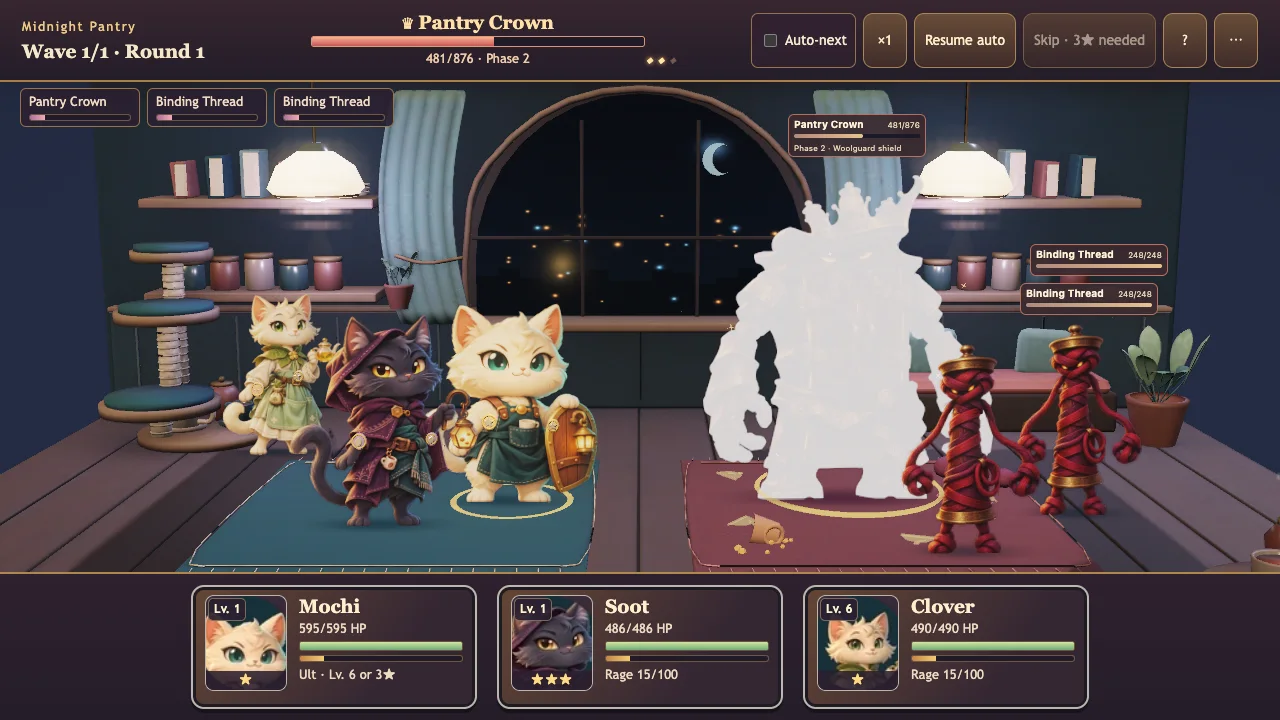 Midnight Pantry
Wave 1/1 · Round 1
♛ Pantry Crown
481/876 · Phase 2
Auto-next
×1
Resume auto
Skip · 3★ needed
?
···
Pantry Crown
Binding Thread
Binding Thread
Pantry Crown 481/876
Phase 2 · Woolguard shield
Binding Thread 248/248
Binding Thread 248/248
Lv. 1
Mochi
595/595 HP
Ult · Lv. 6 or 3★
Lv. 1
Soot
486/486 HP
Rage 15/100
Lv. 6
Clover
490/490 HP
Rage 15/100